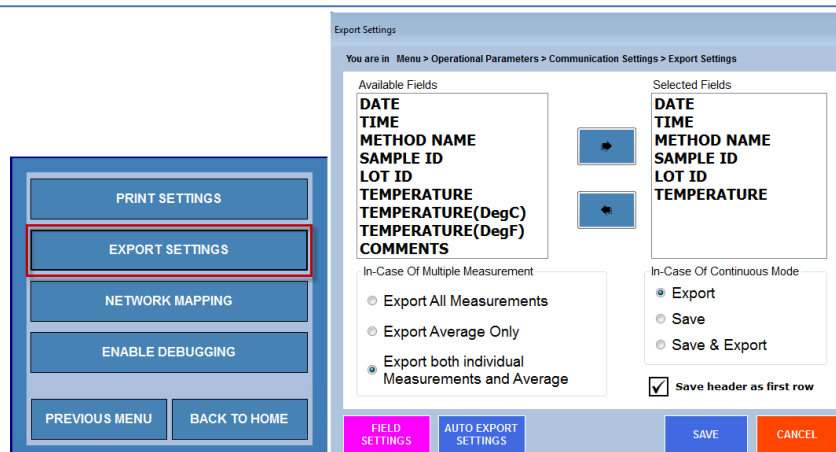 PRINT SETTINGS
EXPORT SETTINGS
NETWORK MAPPING
ENABLE DEBUGGING
PREVIOUS MENU
BACK TO HOME
Export Settings
You are in Menu > Operational Parameters > Communication Settings > Export Settings
Available Fields
DATE
TIME
METHOD NAME
SAMPLE ID
LOT ID
TEMPERATURE
TEMPERATURE(DegC)
TEMPERATURE(DegF)
COMMENTS
Selected Fields
DATE
TIME
METHOD NAME
SAMPLE ID
LOT ID
TEMPERATURE
In-Case Of Multiple Measurement
Export All Measurements
Export Average Only
Export both individual
Measurements and Average
In-Case Of Continuous Mode
Export
Save
Save & Export
Save header as first row
FIELD
SETTINGS
AUTO EXPORT
SETTINGS
SAVE
CANCEL